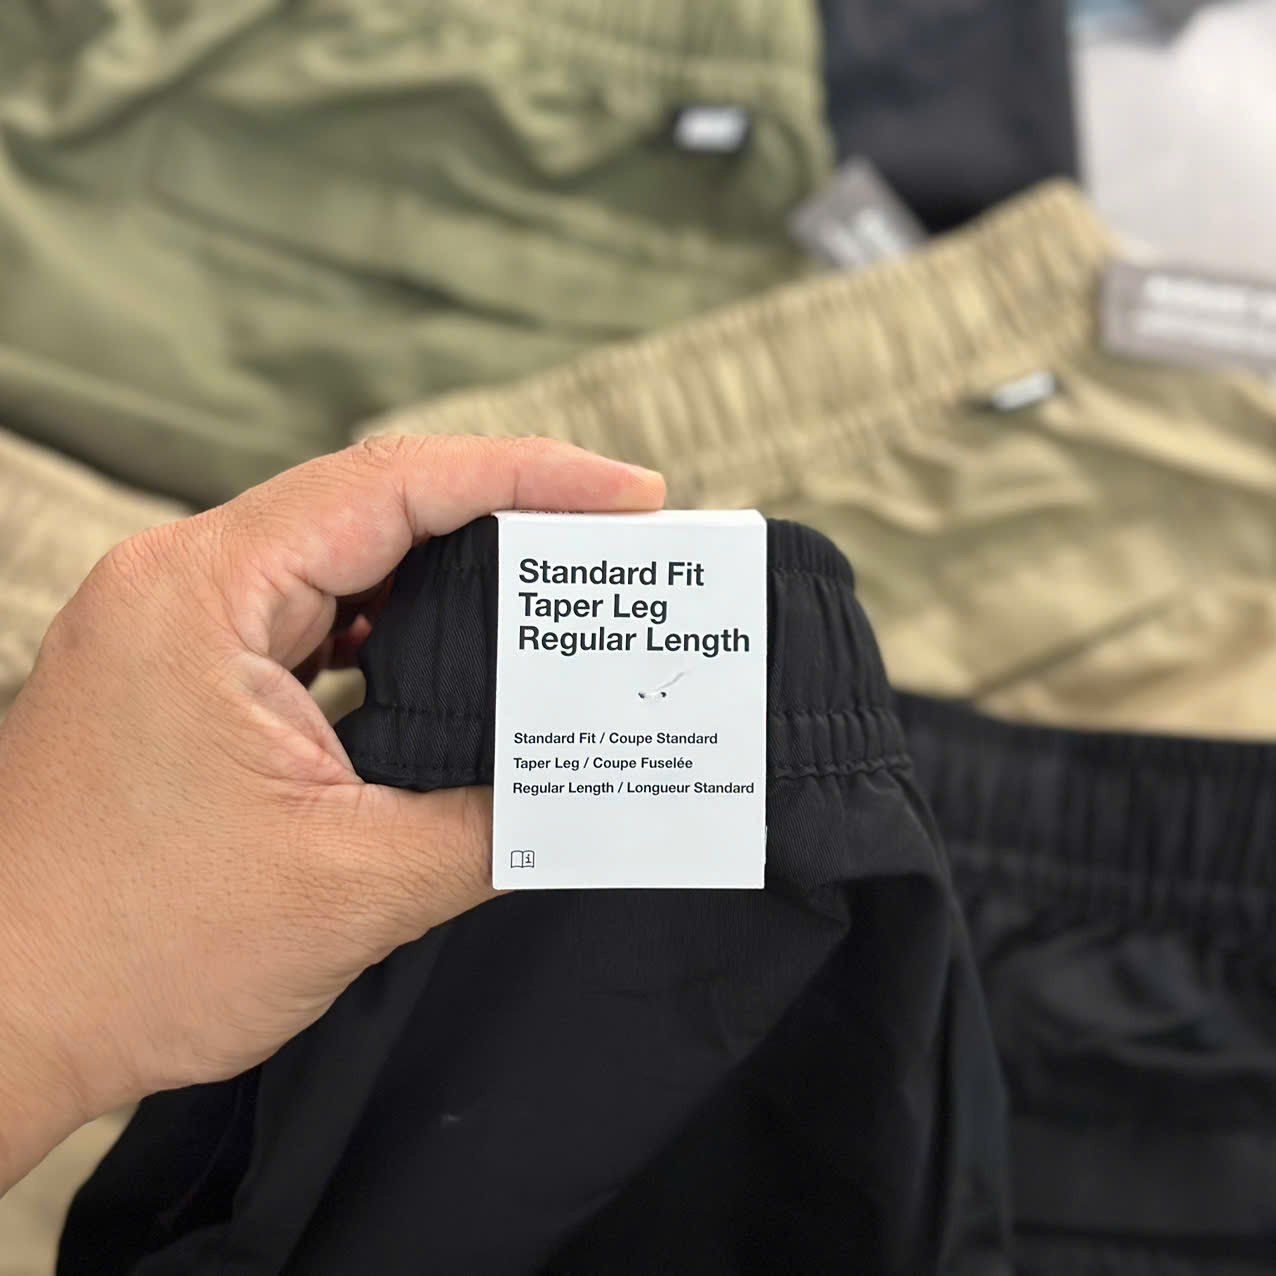 Standard Fit
Taper Leg
Regular Length
Standard Fit / Coupe Standard
Taper Leg / Coupe Fuselée
Regular Length / Longueur Standard
i